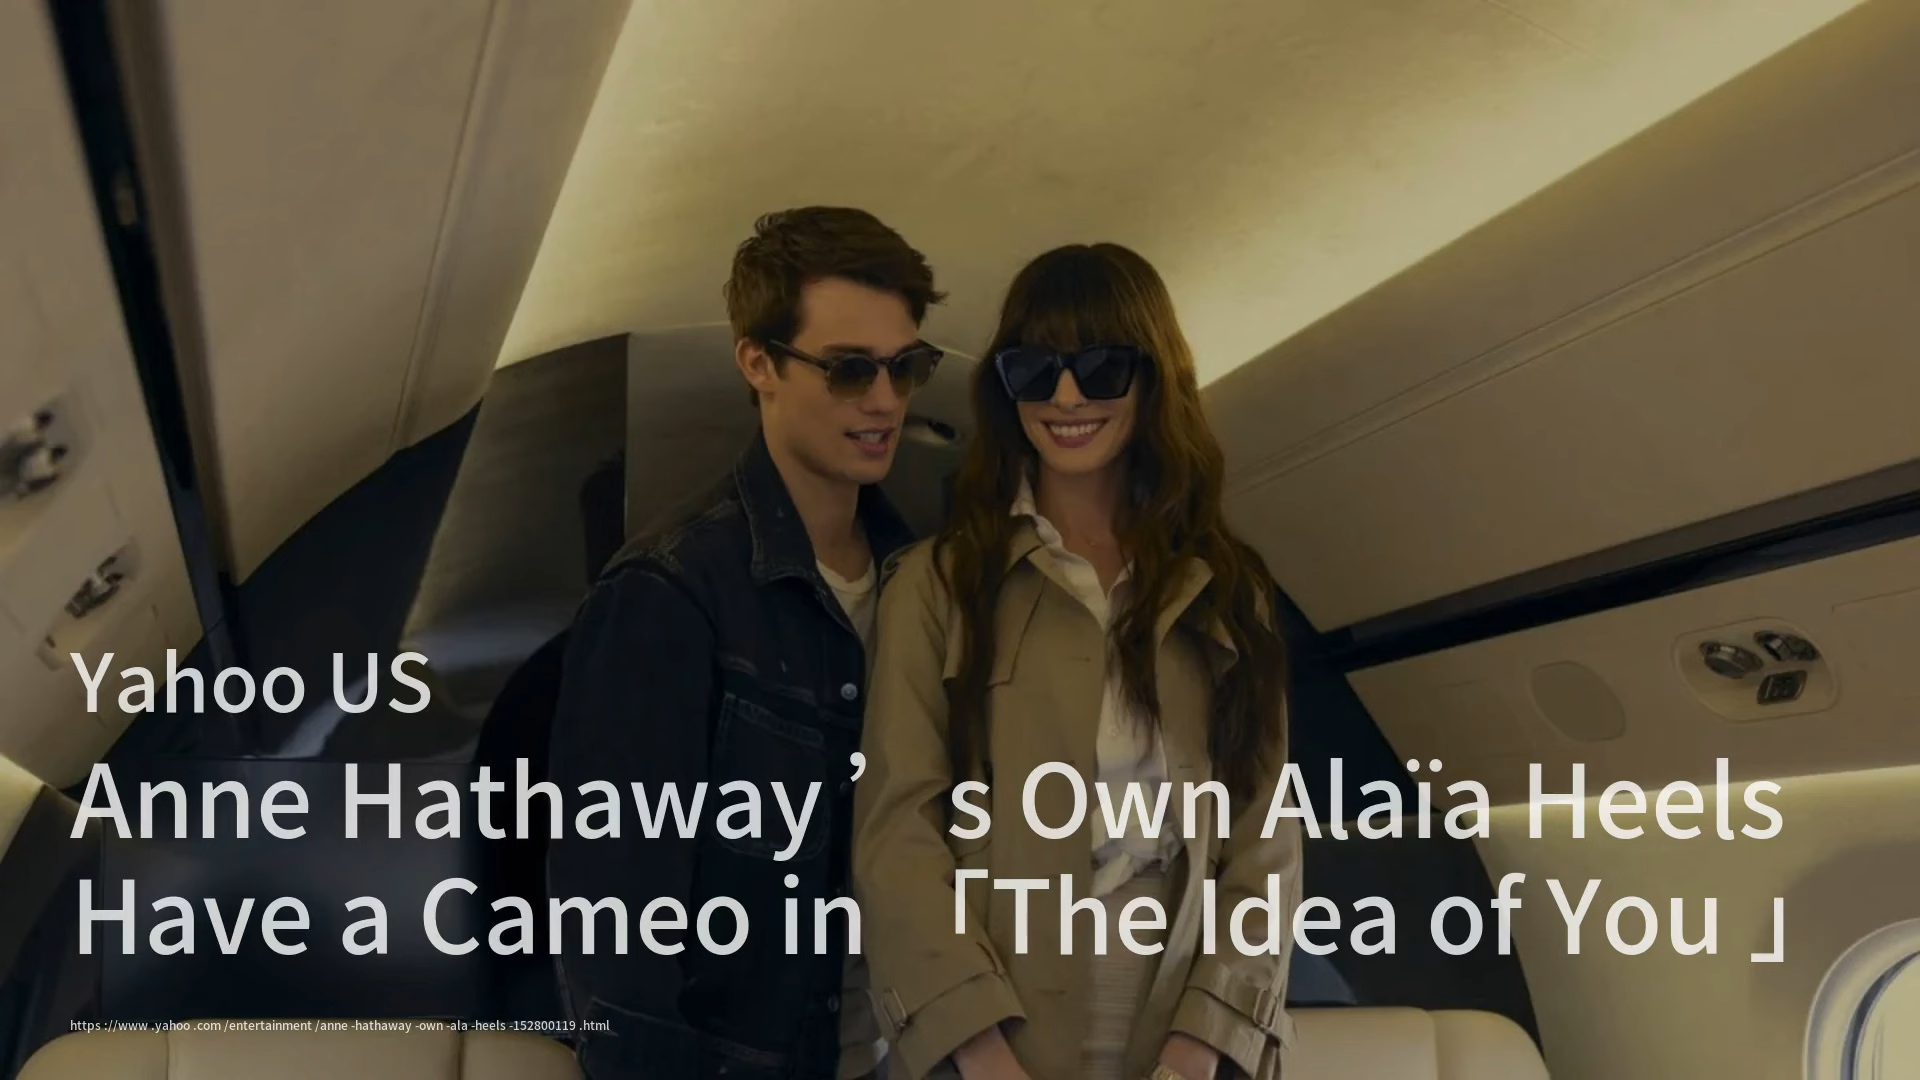 Yahoo US
Anne Hathaway’s Own Alaïa Heels
Have a Cameo in 「The Idea of You」
https://www.yahoo.com/entertainment/anne-hathaway-own-ala-heels-152800119.html